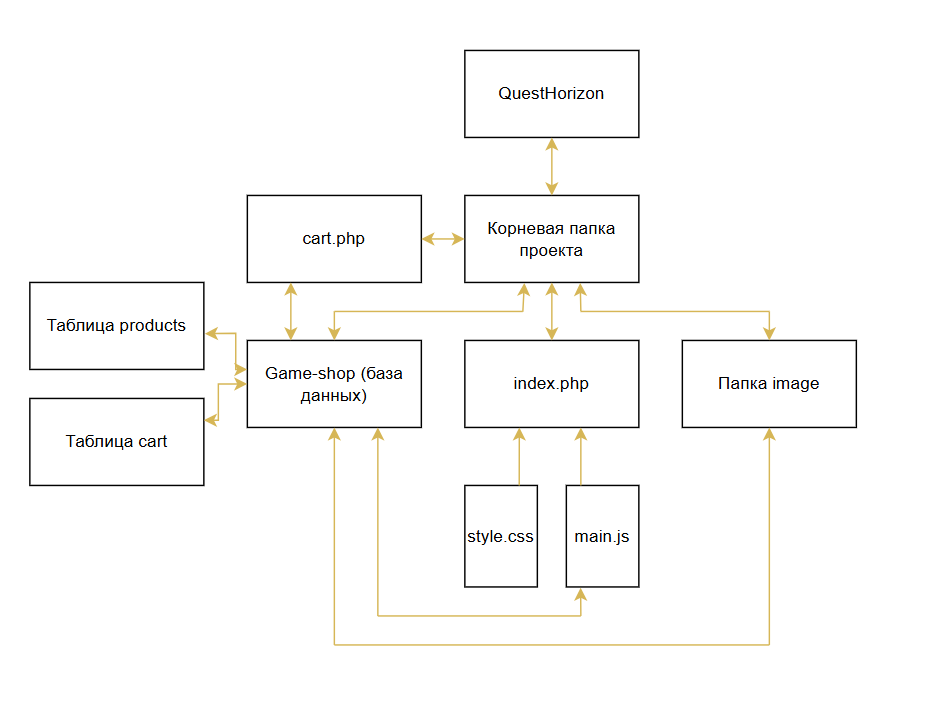 QuestHorizon
cart.php
Корневая папка
проекта
Таблица products
Game-shop (база
данных)
index.php
Папка image
Таблица cart
style.css
main.js